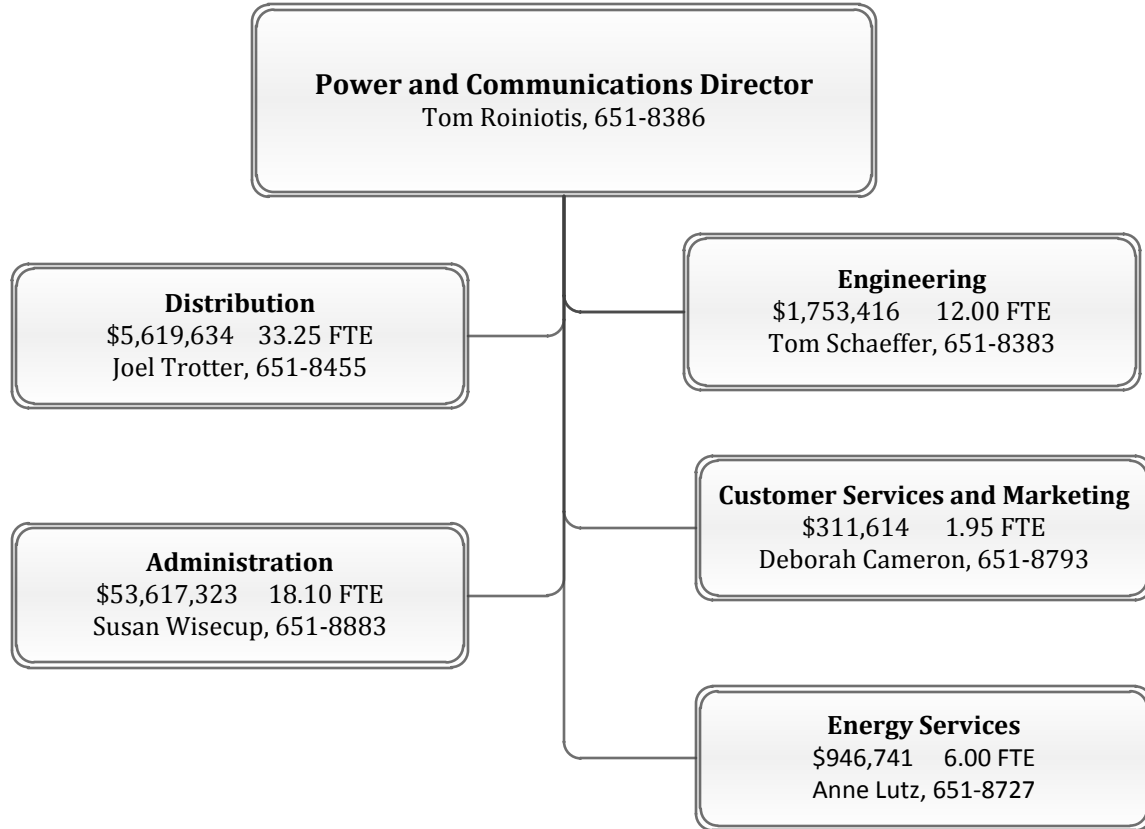 Power and Communications Director
Tom Roiniotis, 651-8386
Distribution
$5,619,634 33.25 FTE
Joel Trotter, 651-8455
Engineering
$1,753,416 12.00 FTE
Tom Schaeffer, 651-8383
Administration
$53,617,323 18.10 FTE
Susan Wisecup, 651-8883
Customer Services and Marketing
$311,614 1.95 FTE
Deborah Cameron, 651-8793
Energy Services
$946,741 6.00 FTE
Anne Lutz, 651-8727